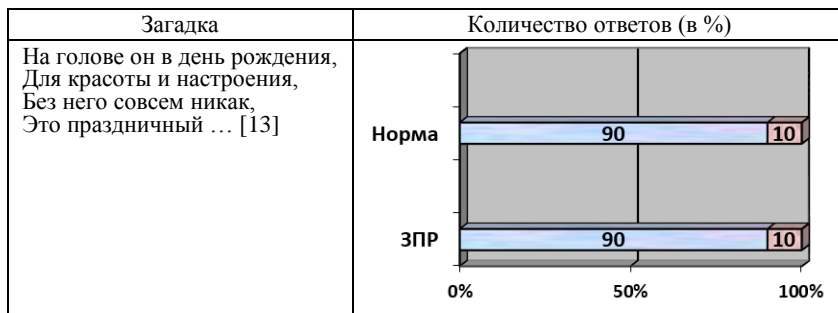 Загадка
Количество ответов (в %)
На голове он в день рождения,
Для красоты и настроения,
Без него совсем никак,
Это праздничный … [13]
Норма
90
10
ЗПР
90
10
0%
50%
100%